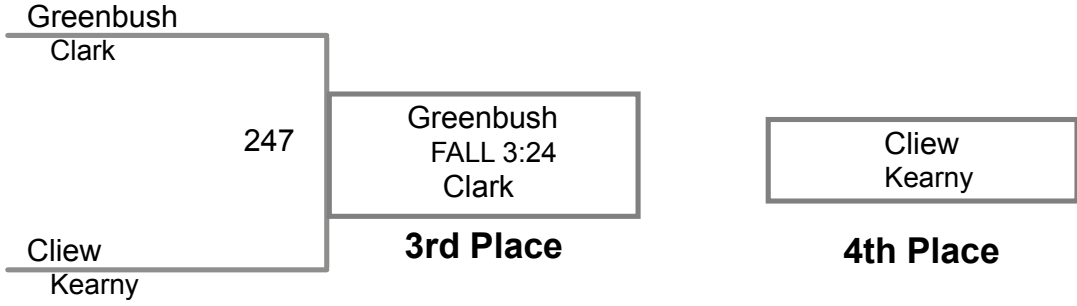 Greenbush
Clark
247
Greenbush
FALL 3:24
Clark
3rd Place
Cliew
Kearny
Cliew
Kearny
4th Place